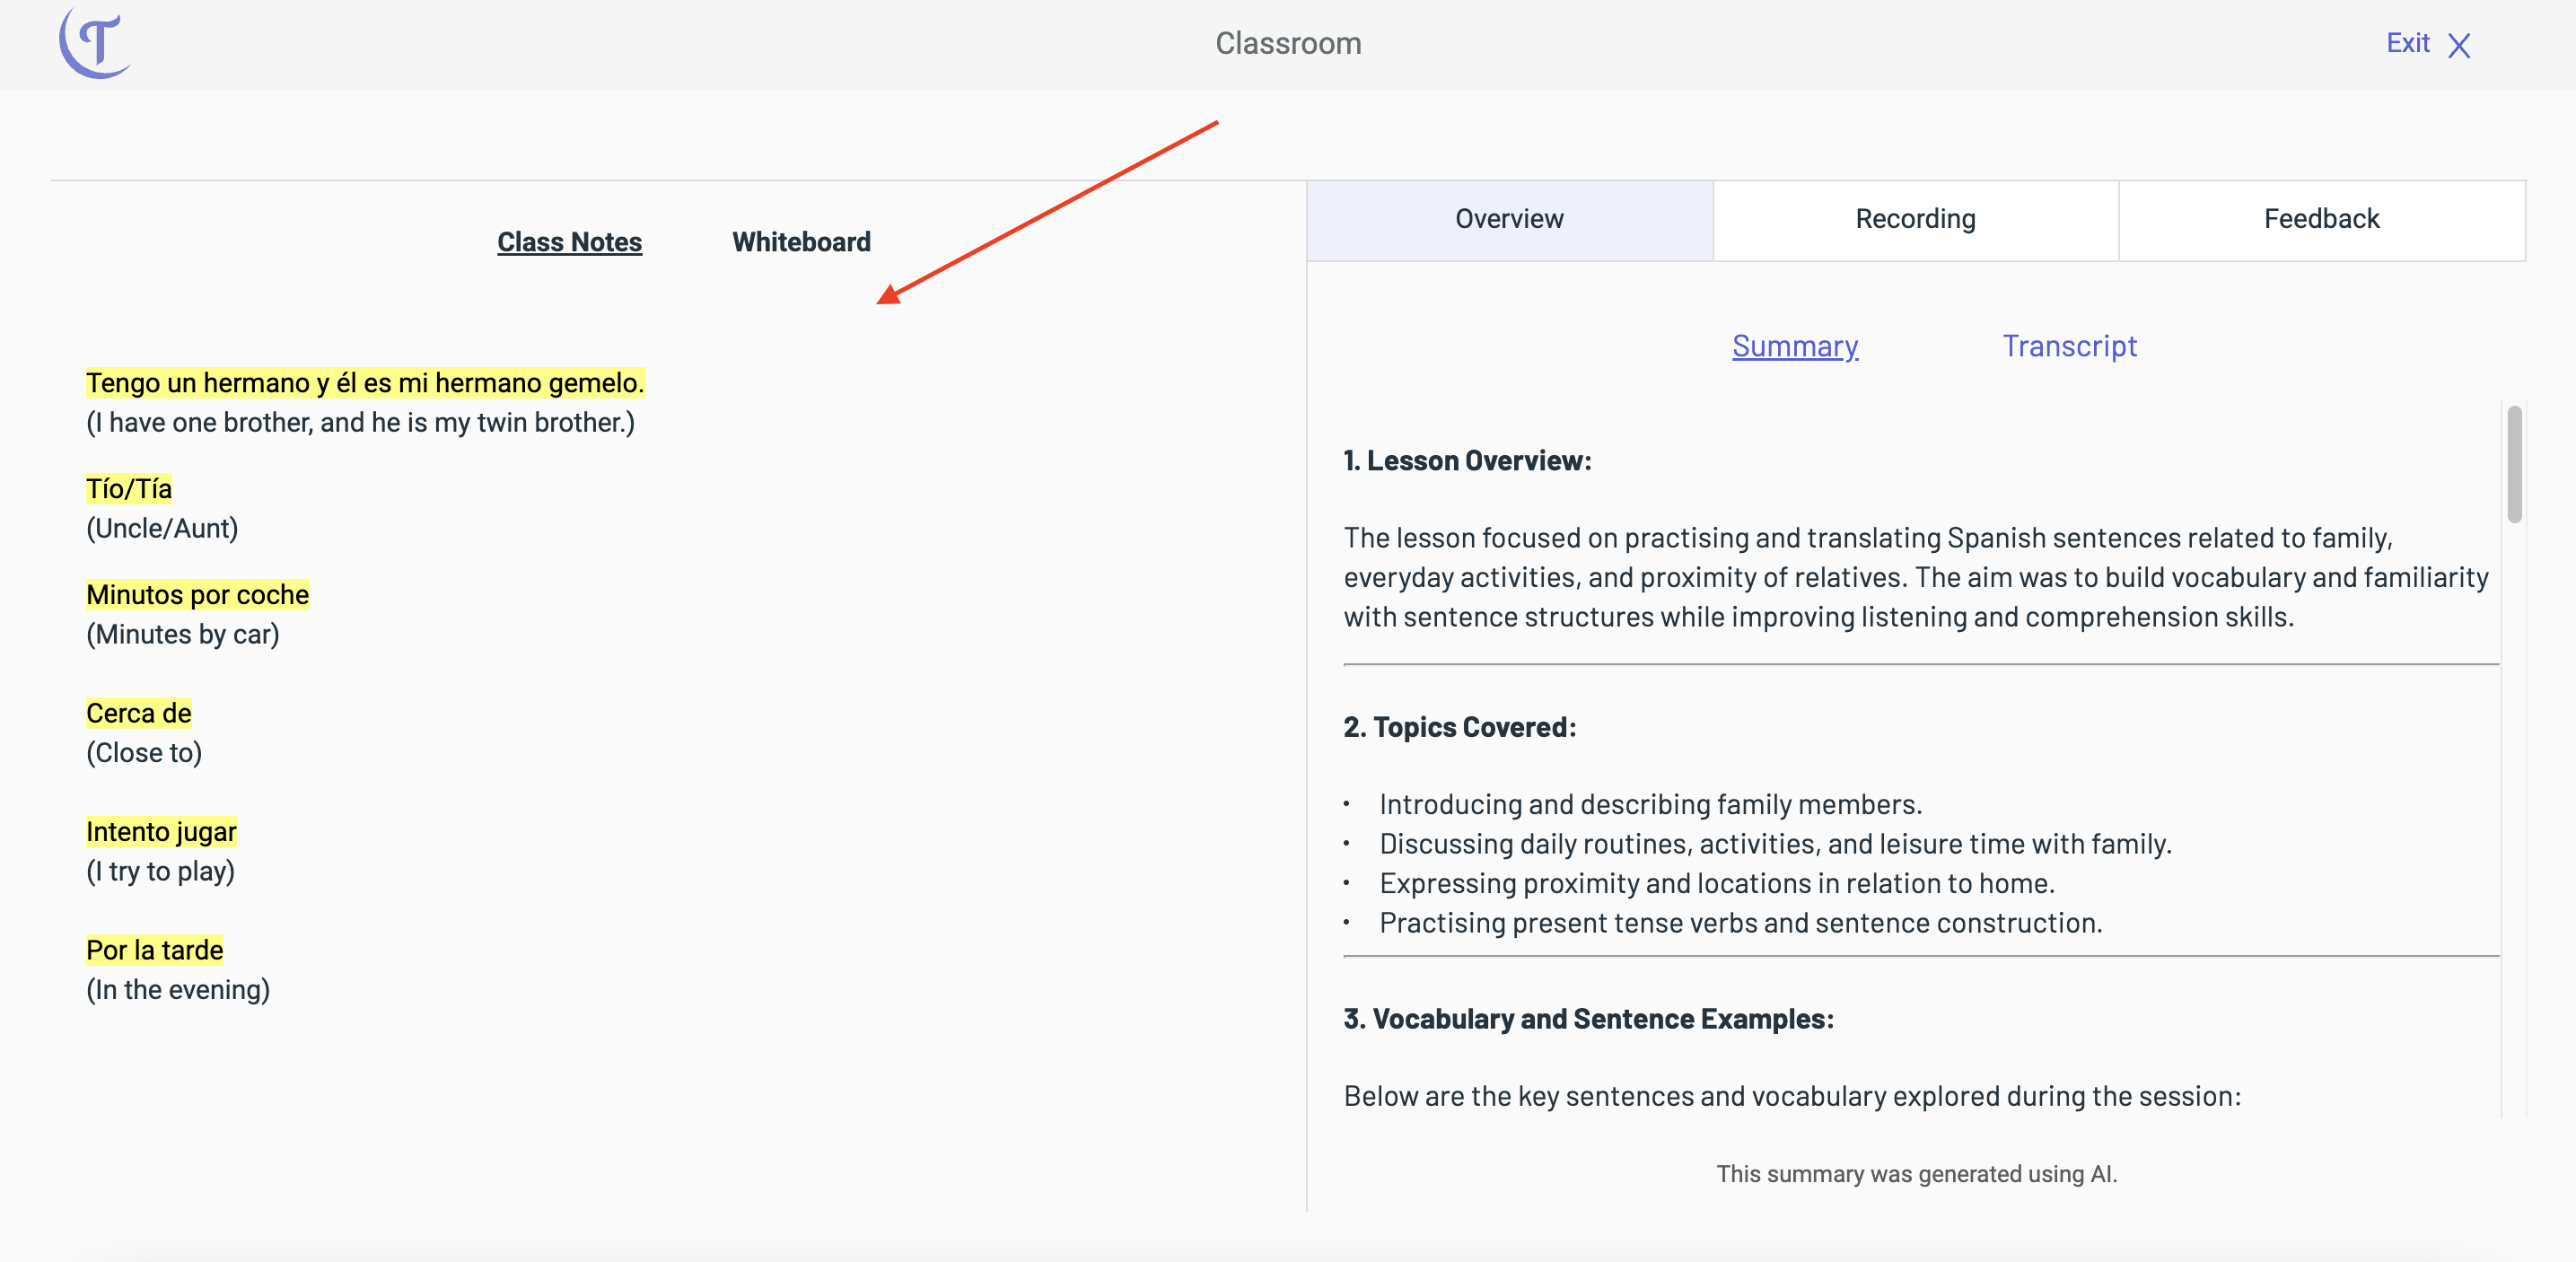 T
Classroom
Exit
Class Notes
Whiteboard
Tengo un hermano y él es mi hermano gemelo.
(I have one brother, and he is my twin brother.)
Tío/Tía
(Uncle/Aunt)
Minutos por coche
(Minutes by car)
Cerca de
(Close to)
Intento jugar
(I try to play)
Por la tarde
(In the evening)
Overview
Recording
Feedback
Summary
Transcript
1. Lesson Overview:
The lesson focused on practising and translating Spanish sentences related to family,
everyday activities, and proximity of relatives. The aim was to build vocabulary and familiarity
with sentence structures while improving listening and comprehension skills.
2. Topics Covered:
• Introducing and describing family members.
• Discussing daily routines, activities, and leisure time with family.
• Expressing proximity and locations in relation to home.
• Practising present tense verbs and sentence construction.
3. Vocabulary and Sentence Examples:
Below are the key sentences and vocabulary explored during the session:
This summary was generated using AI.